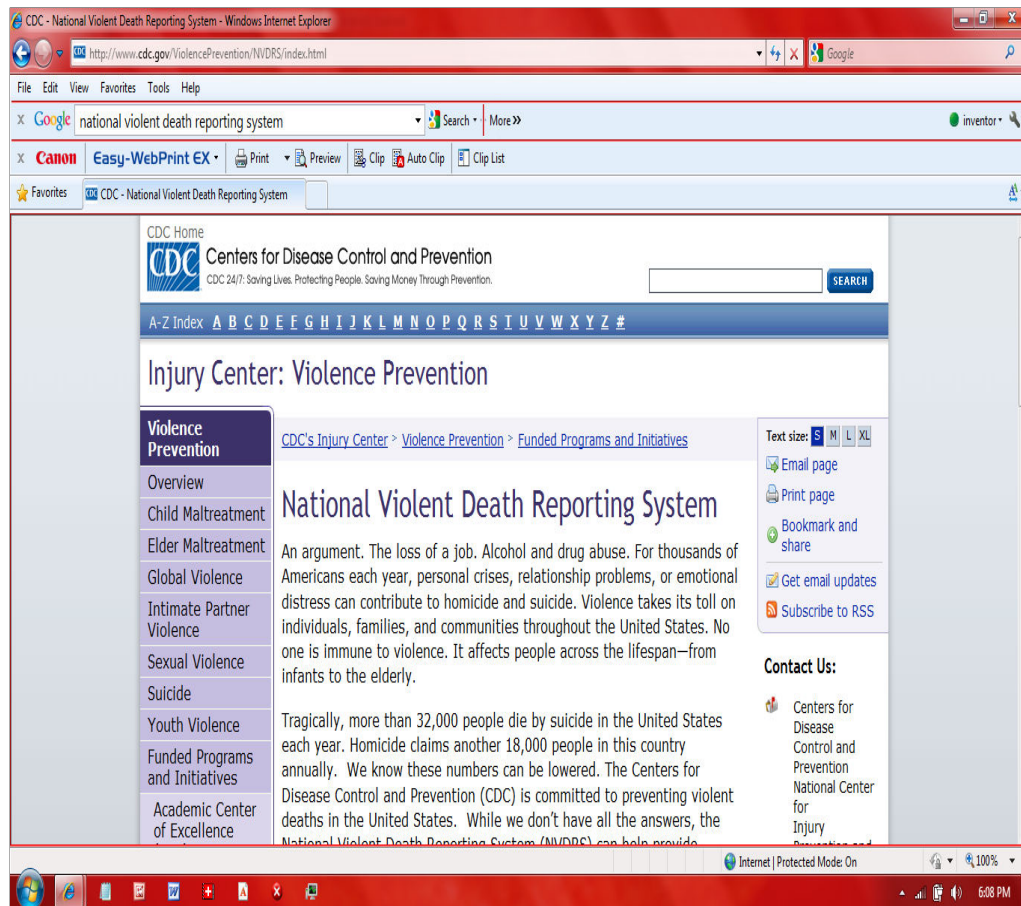 CDC - National Violent Death Reporting System - Windows Internet Explorer
http://www.cdc.gov/ViolencePrevention/NVDRS/index.html
Google
File Edit View Favorites Tools Help
x Google national violent death reporting system Search More >> inventor
x Canon Easy-WebPrint EX Print Preview Clip Auto Clip Clip List
Favorites CDC - National Violent Death Reporting System
CDC Home
CDC Centers for Disease Control and Prevention
CDC 24/7: Saving Lives. Protecting People. Saving Money Through Prevention.
SEARCH
A-Z Index A B C D E F G H I J K L M N O P Q R S T U V W X Y Z #
Injury Center: Violence Prevention
Violence
Prevention
Overview
Child Maltreatment
Elder Maltreatment
Global Violence
Intimate Partner
Violence
Sexual Violence
Suicide
Youth Violence
Funded Programs
and Initiatives
Academic Center
of Excellence
CDC's Injury Center > Violence Prevention > Funded Programs and Initiatives
National Violent Death Reporting System
An argument. The loss of a job. Alcohol and drug abuse. For thousands of
Americans each year, personal crises, relationship problems, or emotional
distress can contribute to homicide and suicide. Violence takes its toll on
individuals, families, and communities throughout the United States. No
one is immune to violence. It affects people across the lifespan—from
infants to the elderly.
Tragically, more than 32,000 people die by suicide in the United States
each year. Homicide claims another 18,000 people in this country
annually. We know these numbers can be lowered. The Centers for
Disease Control and Prevention (CDC) is committed to preventing violent
deaths in the United States. While we don't have all the answers, the
National Violent Death Reporting System (NVDRS) can help provide
Text size: S M L XL
Email page
Print page
Bookmark and
share
Get email updates
Subscribe to RSS
Contact Us:
Centers for
Disease
Control and
Prevention
National Center
for
Injury
Prevention and
Internet | Protected Mode: On
100%
6:08 PM